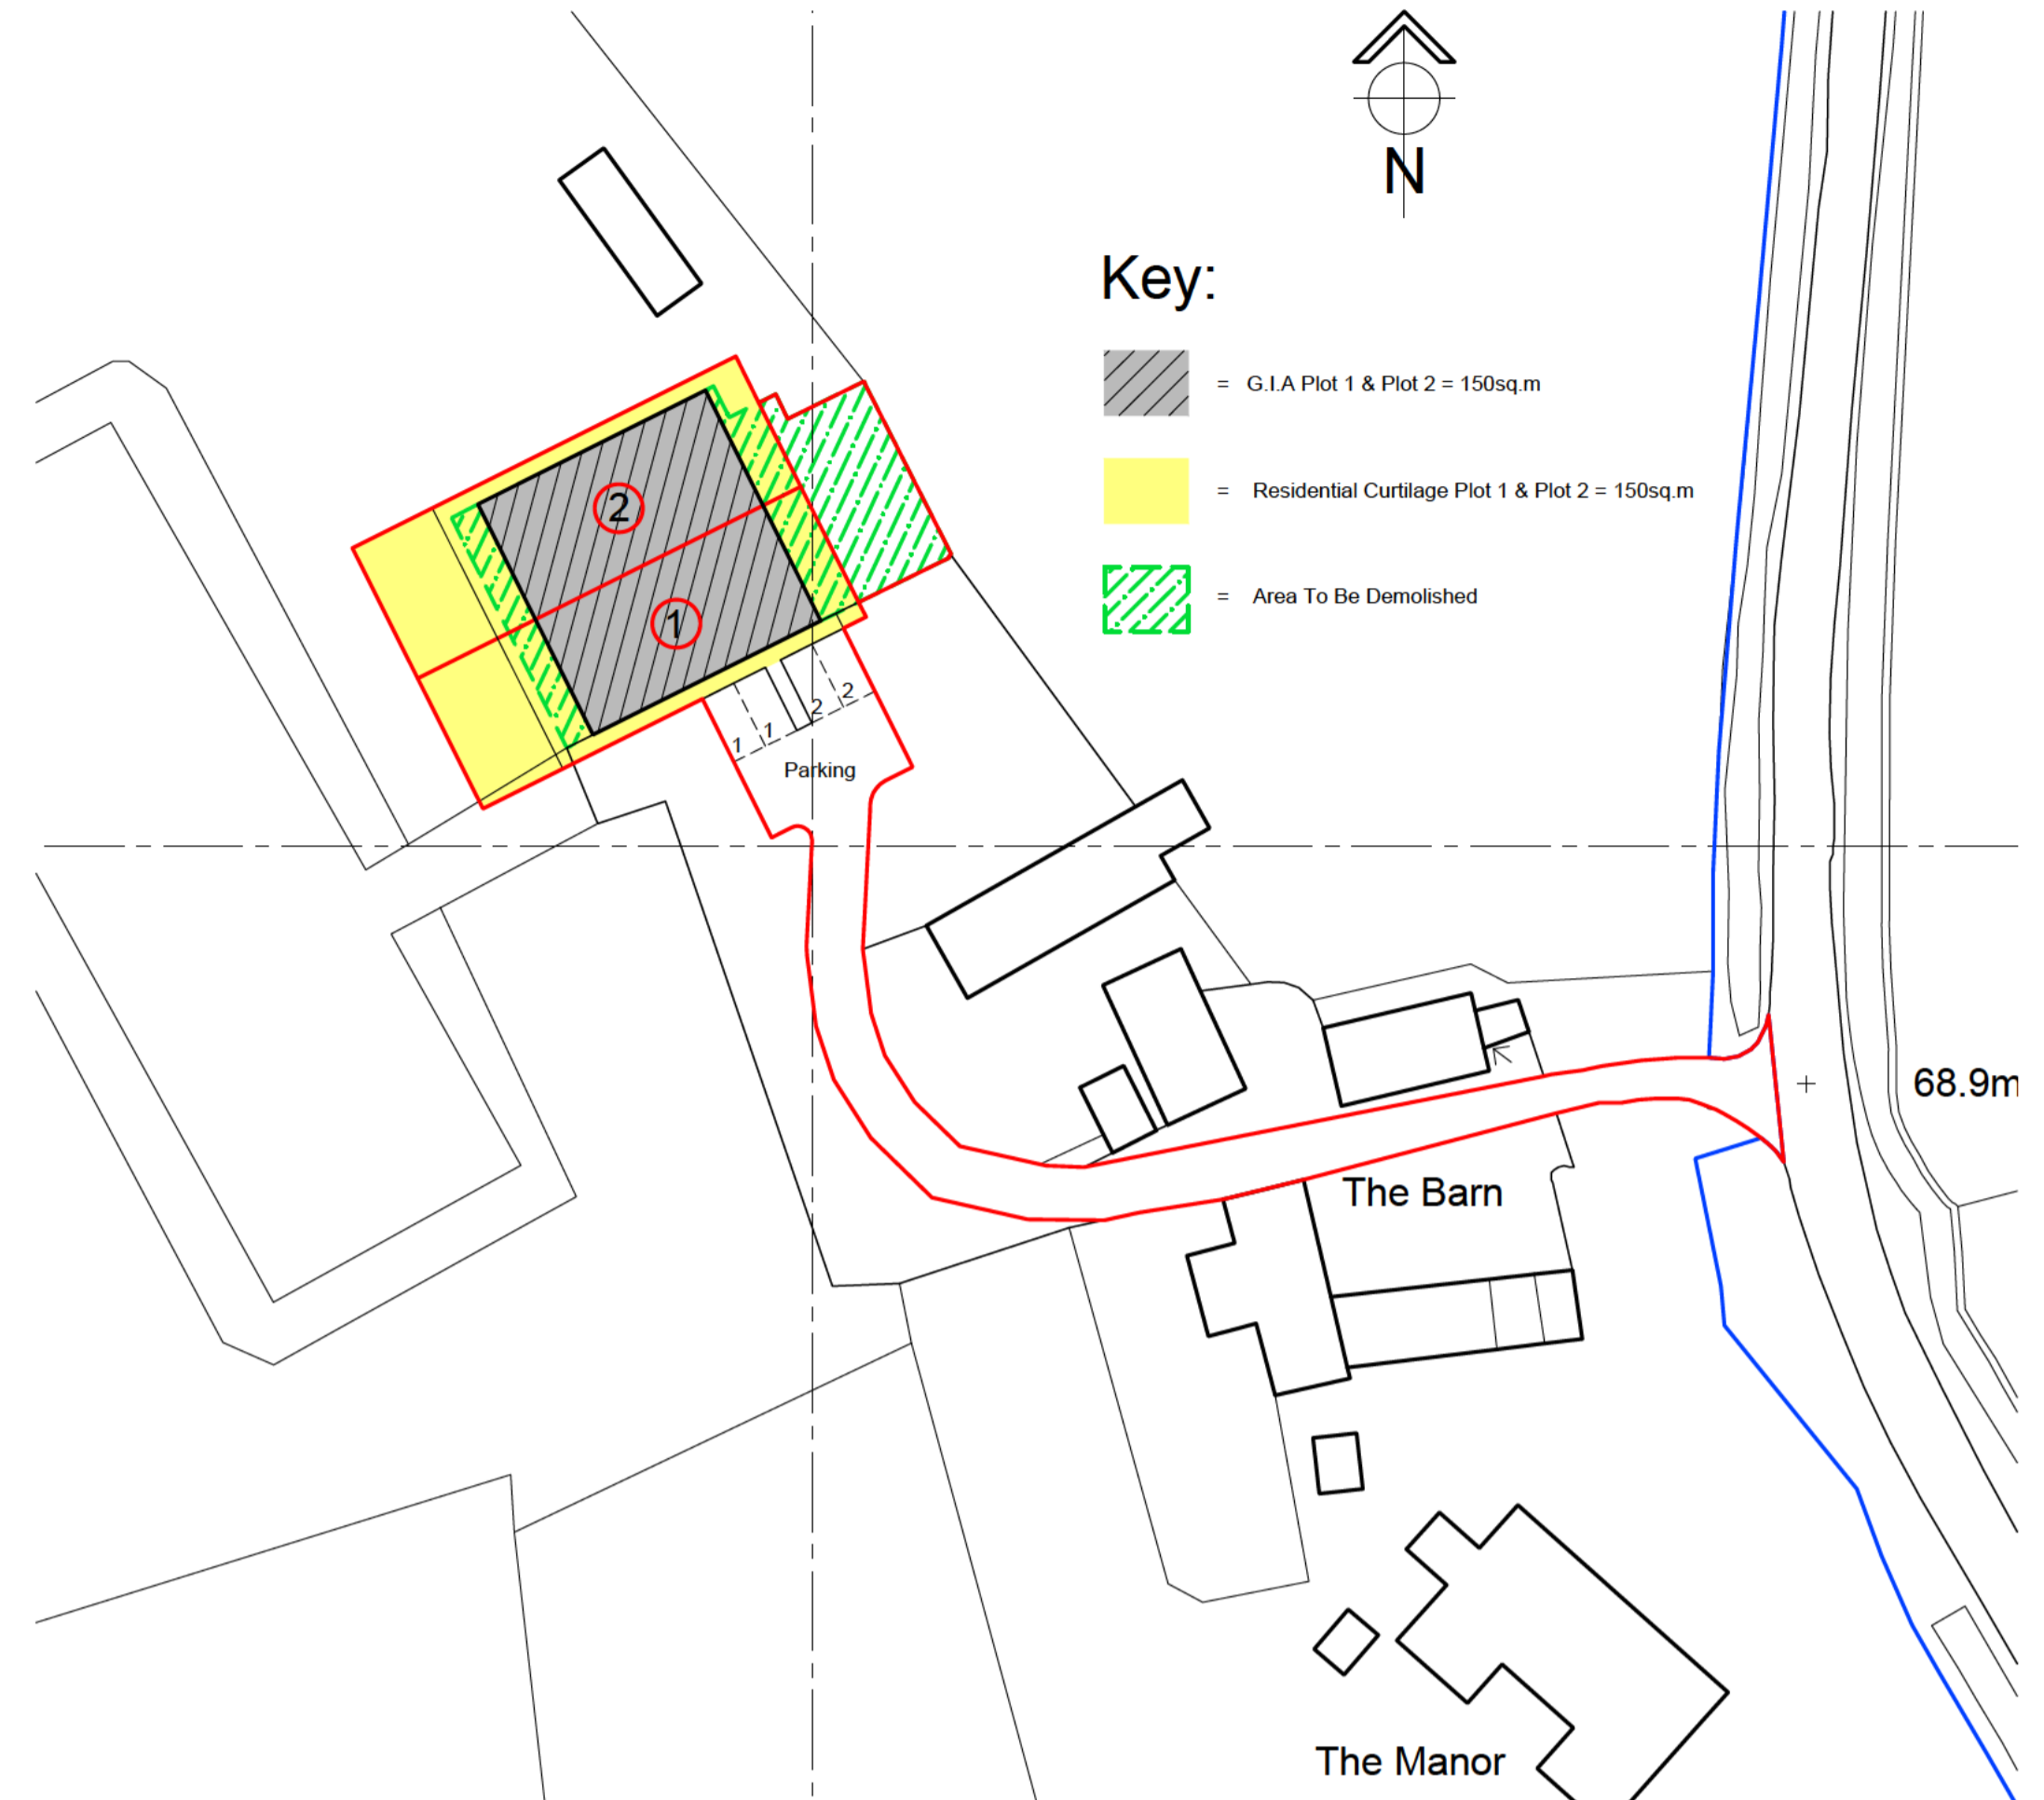 N
Key:
= G.I.A Plot 1 & Plot 2 = 150sq.m
= Residential Curtilage Plot 1 & Plot 2 = 150sq.m
= Area To Be Demolished
2
1
2
2
1
1
Parking
68.9m
The Barn
The Manor